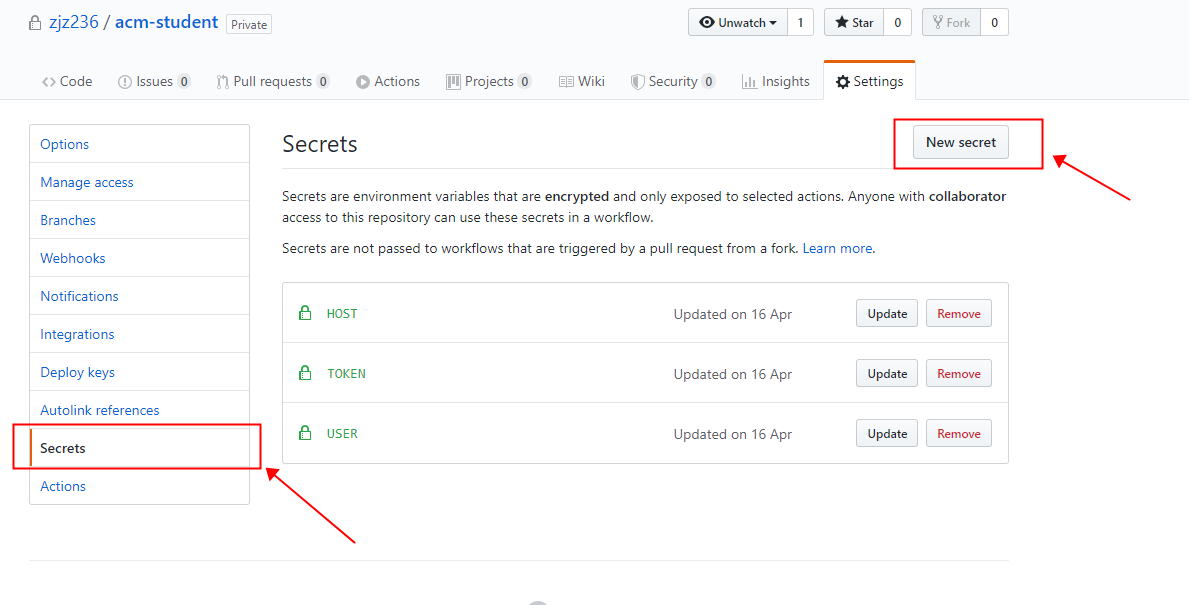 zjz236 / acm-student Private
Unwatch 1 Star 0 Fork 0
Code Issues 0 Pull requests 0 Actions Projects 0 Wiki Security 0 Insights Settings
Options
Manage access
Branches
Webhooks
Notifications
Integrations
Deploy keys
Autolink references
Secrets
Actions
Secrets New secret
Secrets are environment variables that are encrypted and only exposed to selected actions. Anyone with collaborator
access to this repository can use these secrets in a workflow.
Secrets are not passed to workflows that are triggered by a pull request from a fork. Learn more.
HOST Updated on 16 Apr Update Remove
TOKEN Updated on 16 Apr Update Remove
USER Updated on 16 Apr Update Remove